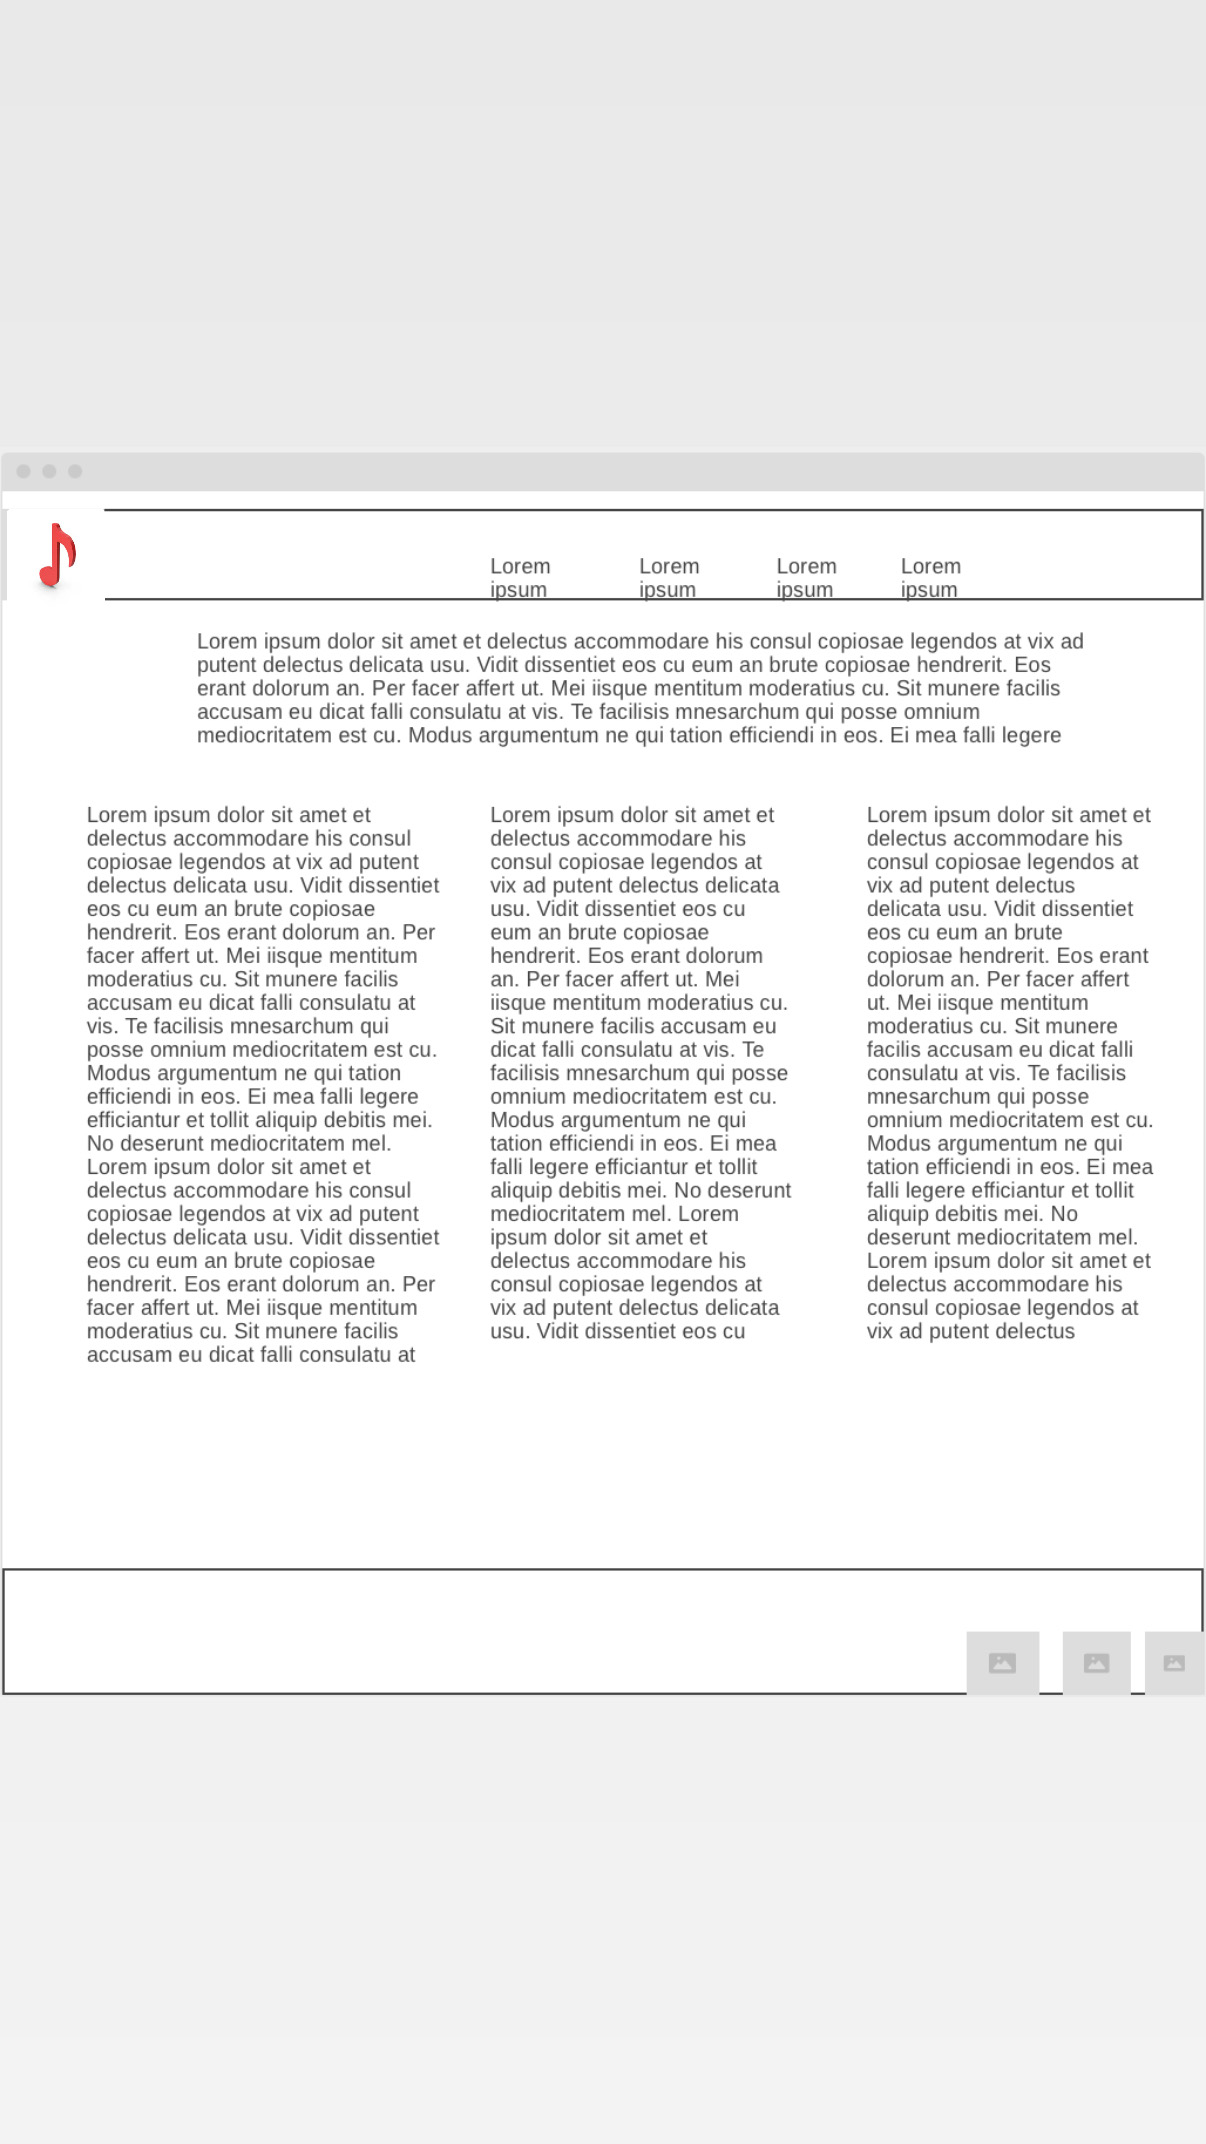 Lorem
ipsum
Lorem
ipsum
Lorem
ipsum
Lorem
ipsum
Lorem ipsum dolor sit amet et delectus accommodare his consul copiosae legendos at vix ad
putent delectus delicata usu. Vidit dissentiet eos cu eum an brute copiosae hendrerit. Eos
erant dolorum an. Per facer affert ut. Mei iisque mentitum moderatius cu. Sit munere facilis
accusam eu dicat falli consulatu at vis. Te facilisis mnesarchum qui posse omnium
mediocritatem est cu. Modus argumentum ne qui tation efficiendi in eos. Ei mea falli legere
Lorem ipsum dolor sit amet et
delectus accommodare his consul
copiosae legendos at vix ad putent
delectus delicata usu. Vidit dissentiet
eos cu eum an brute copiosae
hendrerit. Eos erant dolorum an. Per
facer affert ut. Mei iisque mentitum
moderatius cu. Sit munere facilis
accusam eu dicat falli consulatu at
vis. Te facilisis mnesarchum qui
posse omnium mediocritatem est cu.
Modus argumentum ne qui tation
efficiendi in eos. Ei mea falli legere
efficiantur et tollit aliquip debitis mei.
No deserunt mediocritatem mel.
Lorem ipsum dolor sit amet et
delectus accommodare his consul
copiosae legendos at vix ad putent
delectus delicata usu. Vidit dissentiet
eos cu eum an brute copiosae
hendrerit. Eos erant dolorum an. Per
facer affert ut. Mei iisque mentitum
moderatius cu. Sit munere facilis
accusam eu dicat falli consulatu at
Lorem ipsum dolor sit amet et
delectus accommodare his
consul copiosae legendos at
vix ad putent delectus delicata
usu. Vidit dissentiet eos cu
eum an brute copiosae
hendrerit. Eos erant dolorum
an. Per facer affert ut. Mei
iisque mentitum moderatius cu.
Sit munere facilis accusam eu
dicat falli consulatu at vis. Te
facilisis mnesarchum qui posse
omnium mediocritatem est cu.
Modus argumentum ne qui
tation efficiendi in eos. Ei mea
falli legere efficiantur et tollit
aliquip debitis mei. No deserunt
mediocritatem mel. Lorem
ipsum dolor sit amet et
delectus accommodare his
consul copiosae legendos at
vix ad putent delectus delicata
usu. Vidit dissentiet eos cu
Lorem ipsum dolor sit amet et
delectus accommodare his
consul copiosae legendos at
vix ad putent delectus
delicata usu. Vidit dissentiet
eos cu eum an brute
copiosae hendrerit. Eos erant
dolorum an. Per facer affert
ut. Mei iisque mentitum
moderatius cu. Sit munere
facilis accusam eu dicat falli
consulatu at vis. Te facilisis
mnesarchum qui posse
omnium mediocritatem est cu.
Modus argumentum ne qui
tation efficiendi in eos. Ei mea
falli legere efficiantur et tollit
aliquip debitis mei. No
deserunt mediocritatem mel.
Lorem ipsum dolor sit amet et
delectus accommodare his
consul copiosae legendos at
vix ad putent delectus